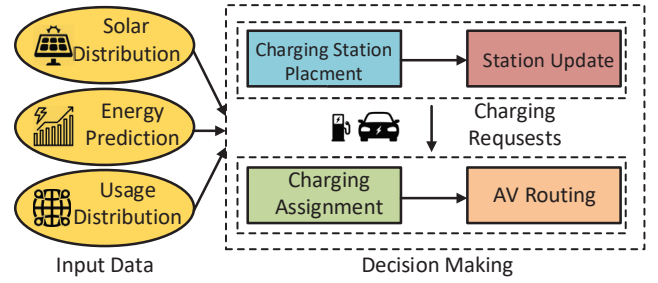 Solar
Distribution
Energy
Prediction
Usage
Distribution
Input Data
Charging Station
Placment
Station Update
Charging
Requsests
Charging
Assignment
AV Routing
Decision Making